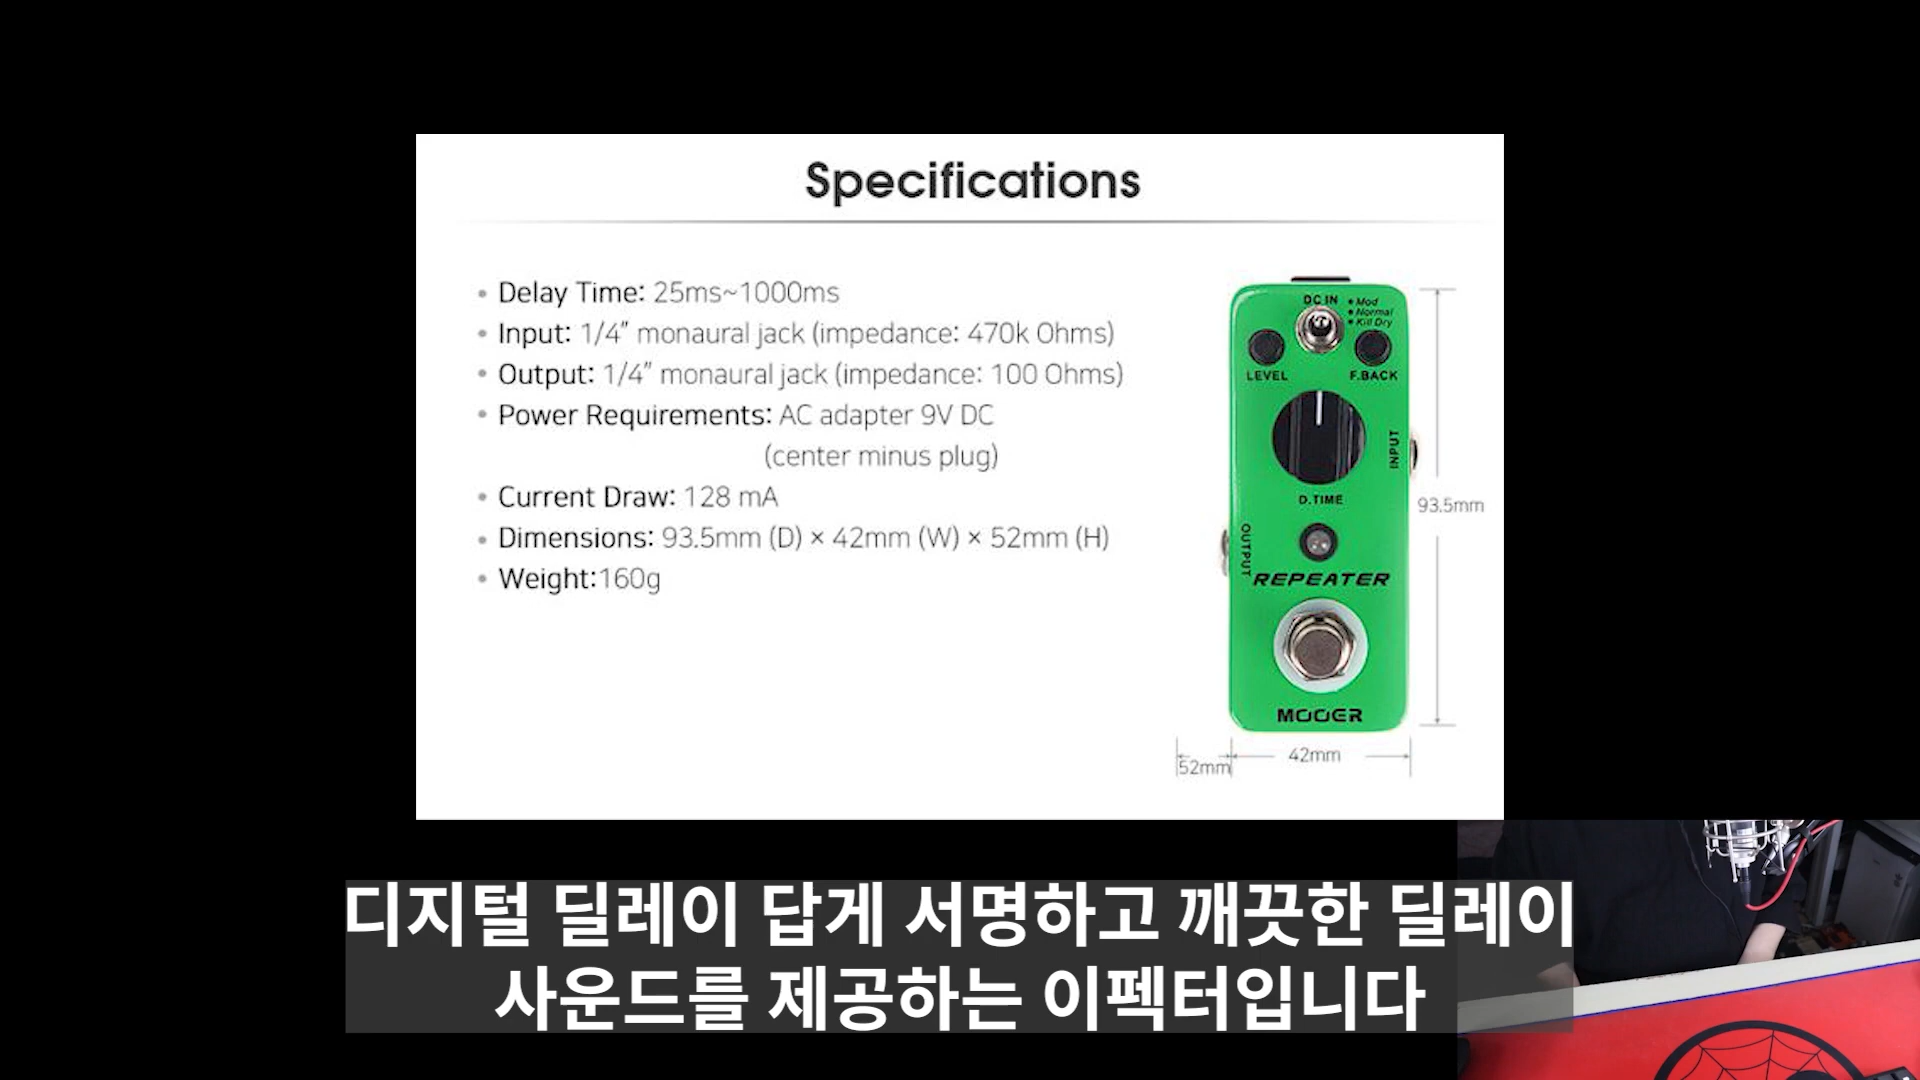 Specifications
• Delay Time: 25ms~1000ms
• Input: 1/4” monaural jack (impedance: 470k Ohms)
• Output: 1/4” monaural jack (impedance: 100 Ohms)
• Power Requirements: AC adapter 9V DC
(center minus plug)
• Current Draw: 128 mA
• Dimensions: 93.5mm (D) × 42mm (W) × 52mm (H)
• Weight:160g
DC IN
• Mod
• Normal
• Kill Dry
LEVEL
F.BACK
INPUT
D.TIME
93.5mm
OUTPUT
REPEATER
MOOER
42mm
52mm
디지털 딜레이 답게 서명하고 깨끗한 딜레이
사운드를 제공하는 이펙터입니다